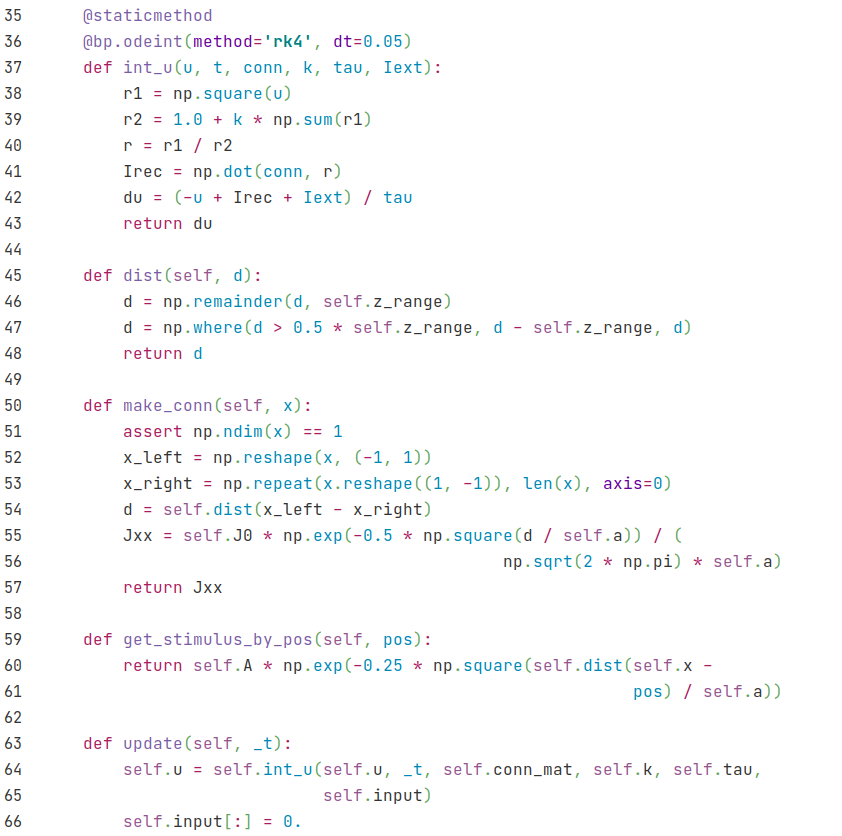 35 @staticmethod
36 @bp.odeint(method='rk4', dt=0.05)
37 def int_u(u, t, conn, k, tau, Iext):
38 r1 = np.square(u)
39 r2 = 1.0 + k * np.sum(r1)
40 r = r1 / r2
41 Irec = np.dot(conn, r)
42 du = (-u + Irec + Iext) / tau
43 return du
44
45 def dist(self, d):
46 d = np.remainder(d, self.z_range)
47 d = np.where(d > 0.5 * self.z_range, d - self.z_range, d)
48 return d
49
50 def make_conn(self, x):
51 assert np.ndim(x) == 1
52 x_left = np.reshape(x, (-1, 1))
53 x_right = np.repeat(x.reshape((1, -1)), len(x), axis=0)
54 d = self.dist(x_left - x_right)
55 Jxx = self.J0 * np.exp(-0.5 * np.square(d / self.a)) / (
56 np.sqrt(2 * np.pi) * self.a)
57 return Jxx
58
59 def get_stimulus_by_pos(self, pos):
60 return self.A * np.exp(-0.25 * np.square(self.dist(self.x -
61 pos) / self.a))
62
63 def update(self, _t):
64 self.u = self.int_u(self.u, _t, self.conn_mat, self.k, self.tau,
65 self.input)
66 self.input[:] = 0.